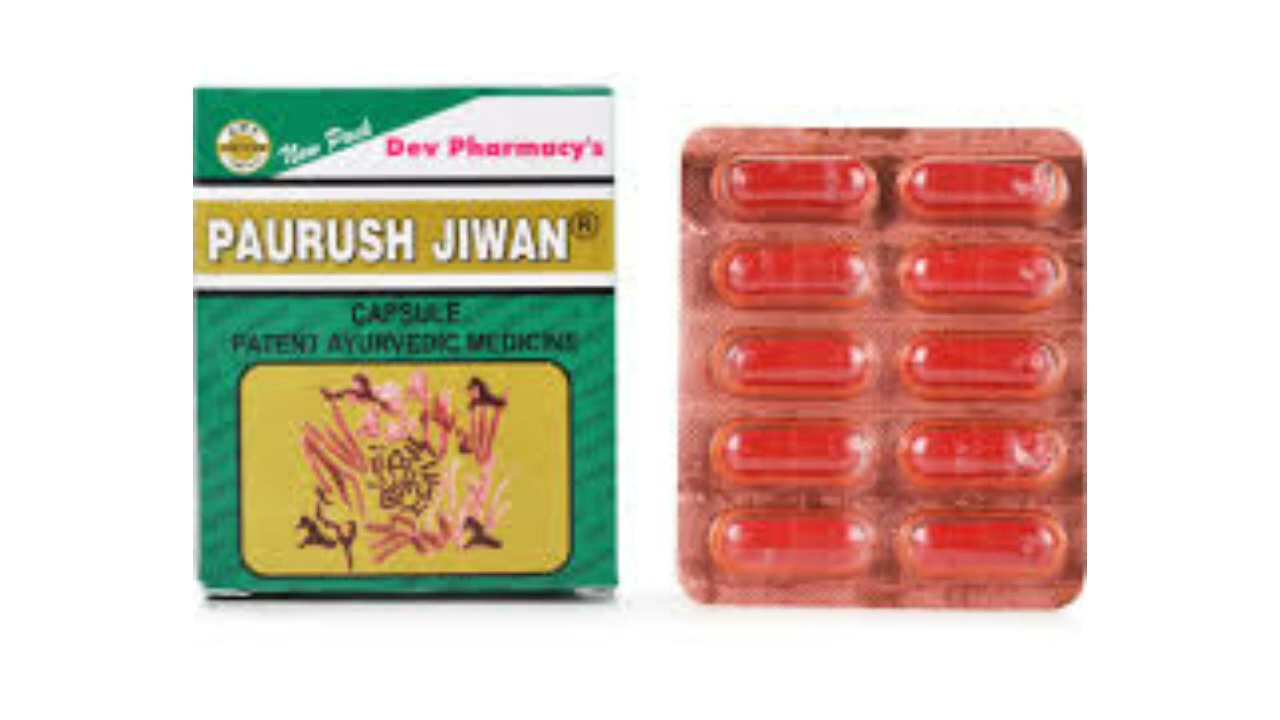 New Pack
Dev Pharmacy's
PAURUSH JIWAN®
CAPSULE
PATENT AYURVEDIC MEDICINE